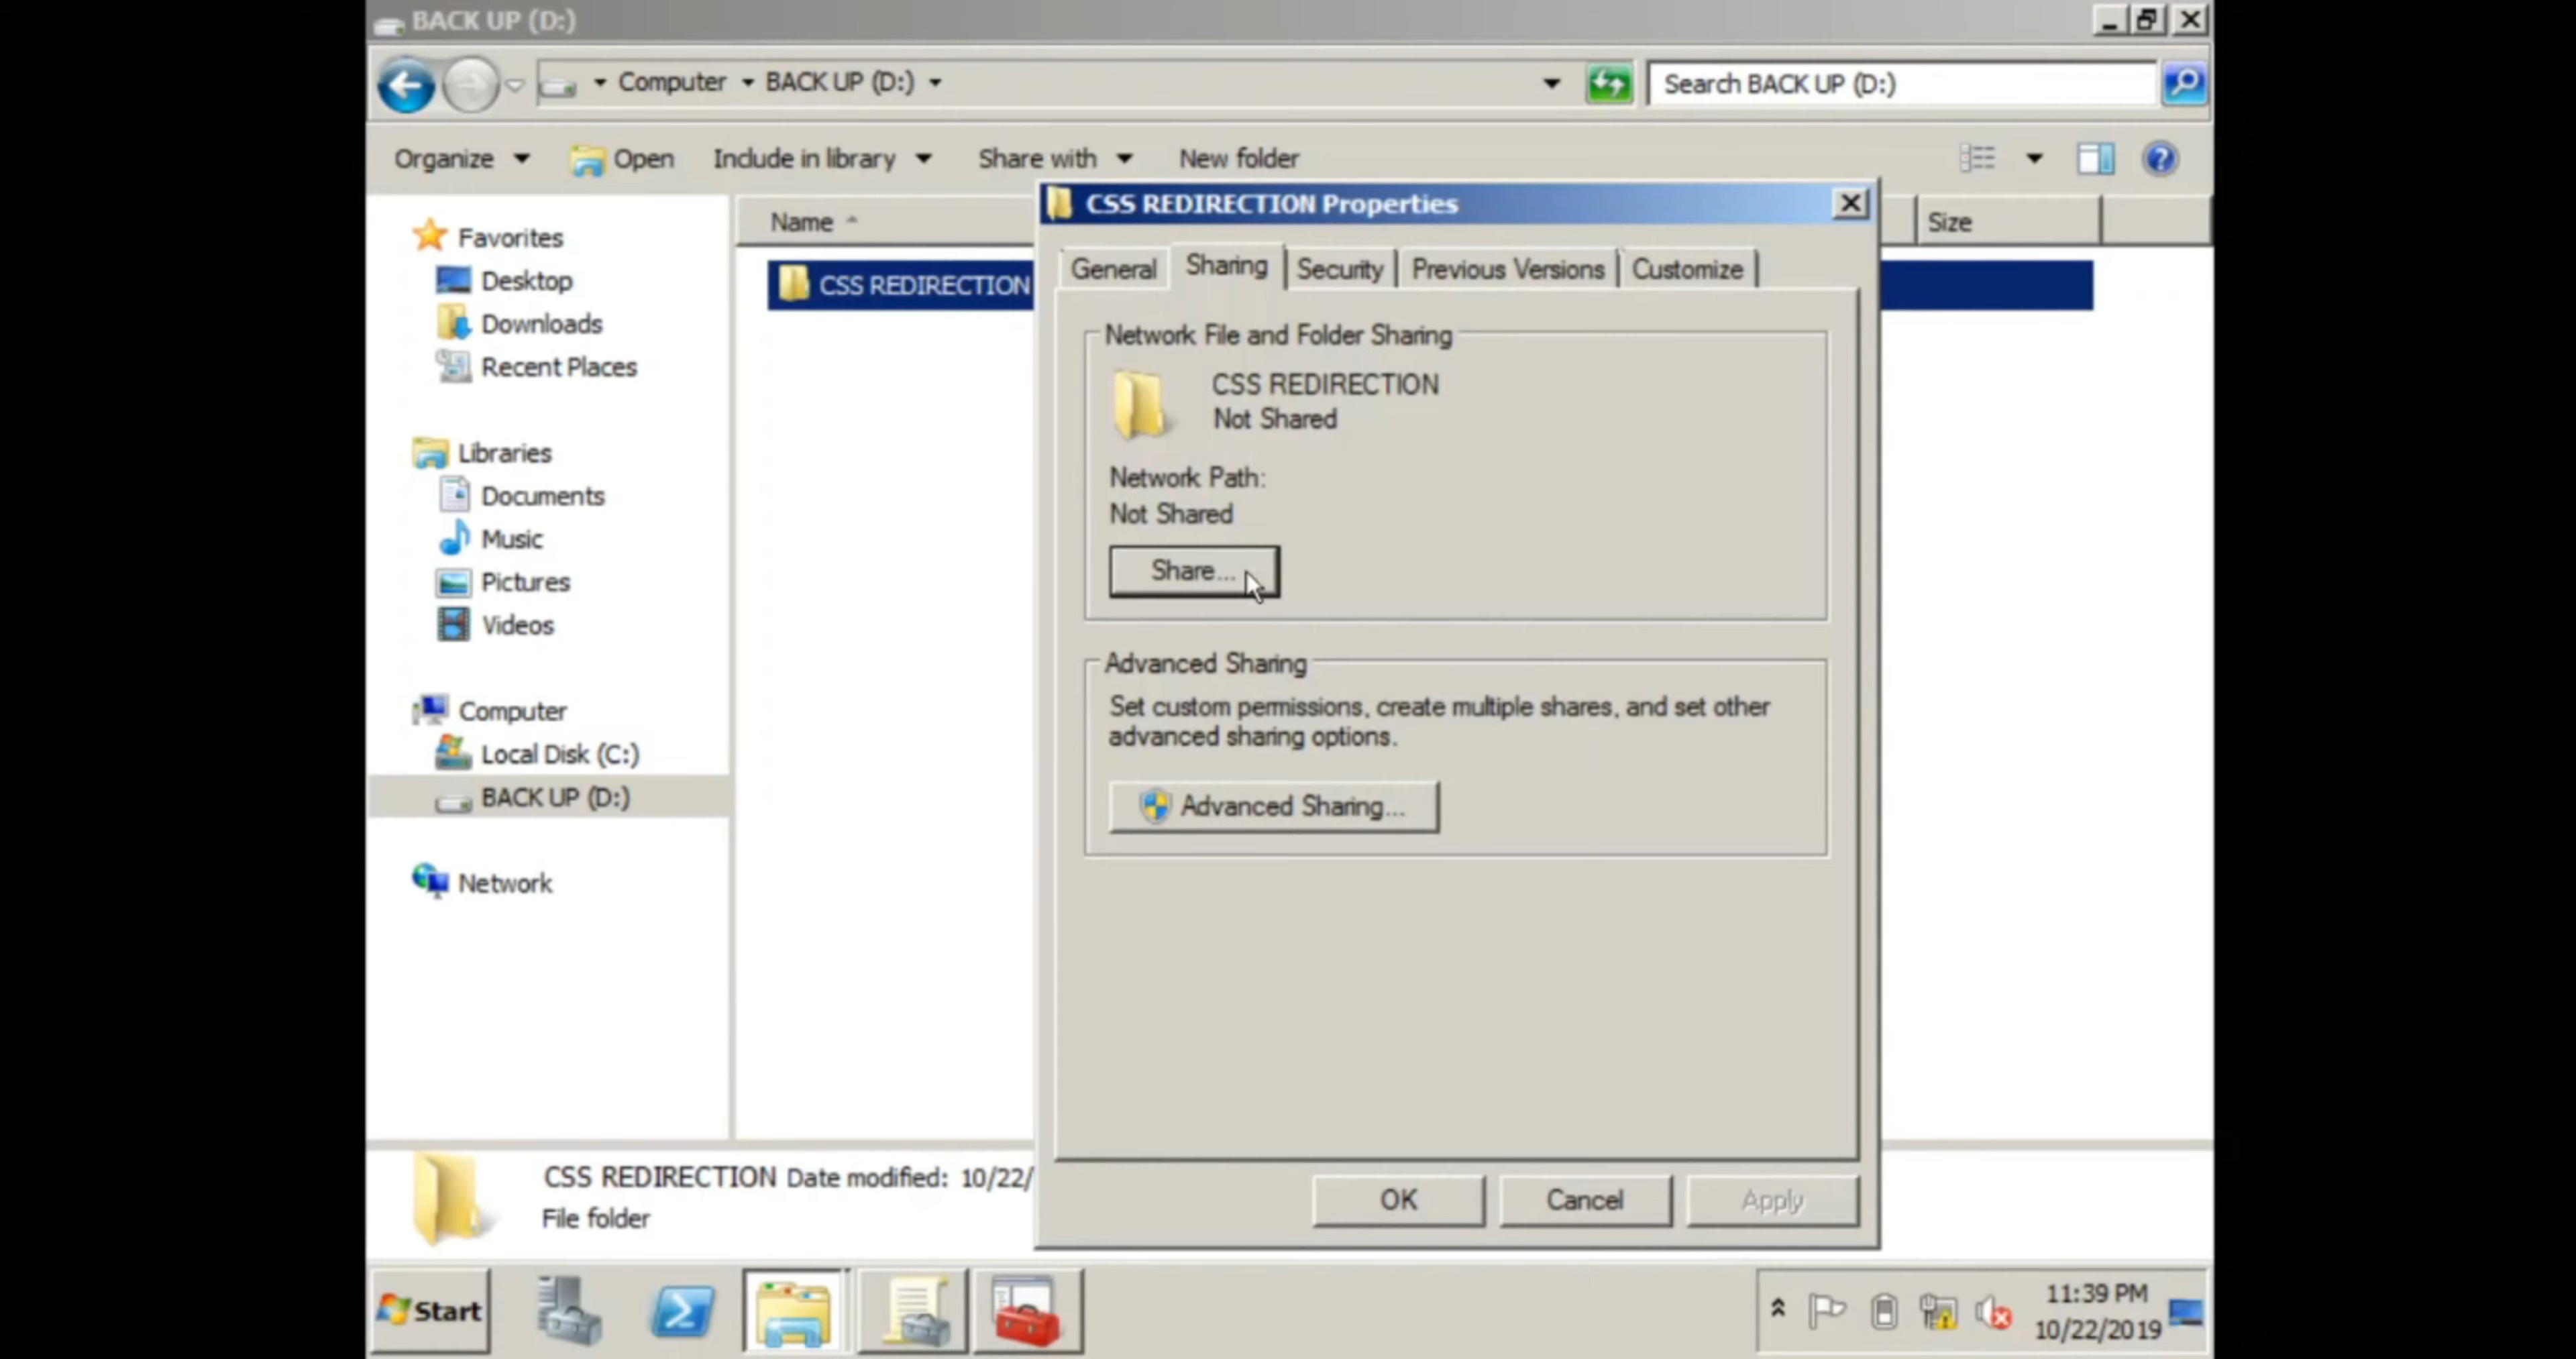 BACK UP (D:)
Computer
BACK UP (D:)
Search BACK UP (D:)
Organize
Open
Include in library
Share with
New folder
Favorites
Desktop
Downloads
Recent Places
Libraries
Documents
Music
Pictures
Videos
Computer
Local Disk (C:)
BACK UP (D:)
Network
Name
Size
CSS REDIRECTION
CSS REDIRECTION Properties
General
Sharing
Security
Previous Versions
Customize
Network File and Folder Sharing
CSS REDIRECTION
Not Shared
Network Path:
Not Shared
Share...
Advanced Sharing
Set custom permissions, create multiple shares, and set other
advanced sharing options.
Advanced Sharing...
OK
Cancel
Apply
CSS REDIRECTION Date modified: 10/22/
File folder
Start
11:39 PM
10/22/2019